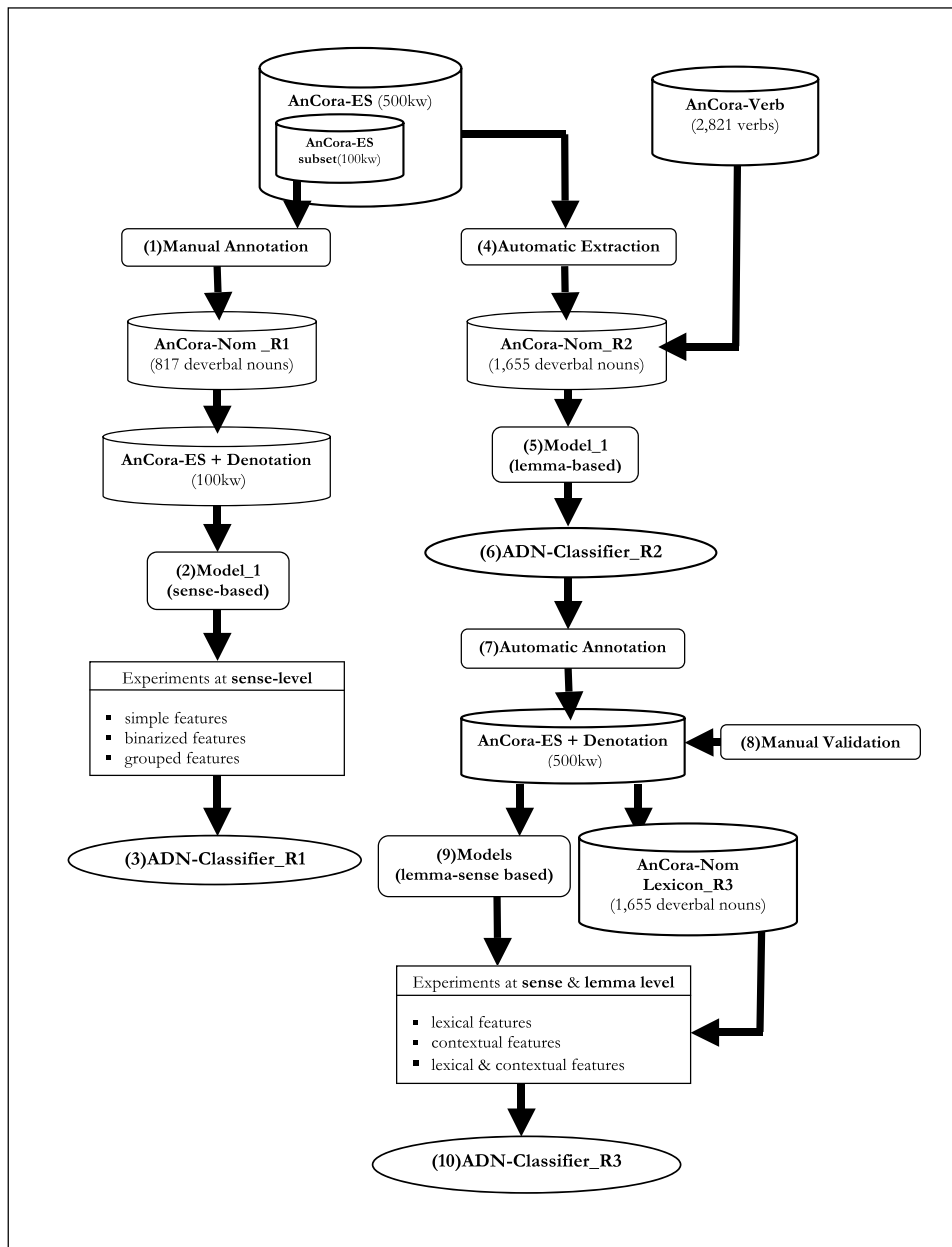 AnCora-ES (500kw)
AnCora-ES
subset(100kw)
AnCora-Verb
(2,821 verbs)
(1)Manual Annotation
(4)Automatic Extraction
AnCora-Nom _R1
(817 deverbal nouns)
AnCora-Nom_R2
(1,655 deverbal nouns)
AnCora-ES + Denotation
(100kw)
(5)Model_1
(lemma-based)
(6)ADN-Classifier_R2
(2)Model_1
(sense-based)
(7)Automatic Annotation
Experiments at sense-level
▪ simple features
▪ binarized features
▪ grouped features
AnCora-ES + Denotation
(500kw)
(8)Manual Validation
(3)ADN-Classifier_R1
(9)Models
(lemma-sense based)
AnCora-Nom
Lexicon_R3
(1,655 deverbal nouns)
Experiments at sense & lemma level
▪ lexical features
▪ contextual features
▪ lexical & contextual features
(10)ADN-Classifier_R3